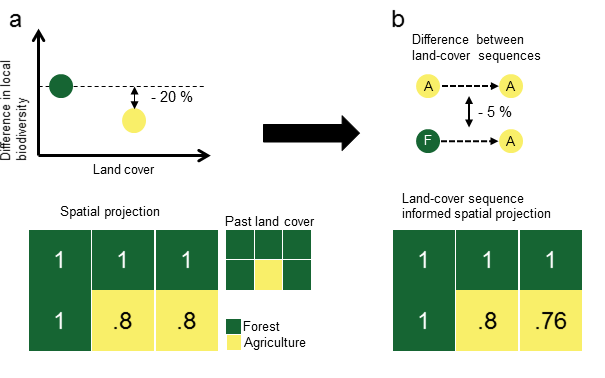 a
Difference in local
biodiversity
- 20 %
Land cover
b
Difference between
land-cover sequences
A
A
- 5 %
F
A
Spatial projection
1
1
1
1
.8
.8
Past land cover
Forest
Agriculture
Land-cover sequence
informed spatial projection
1
1
1
1
.8
.76